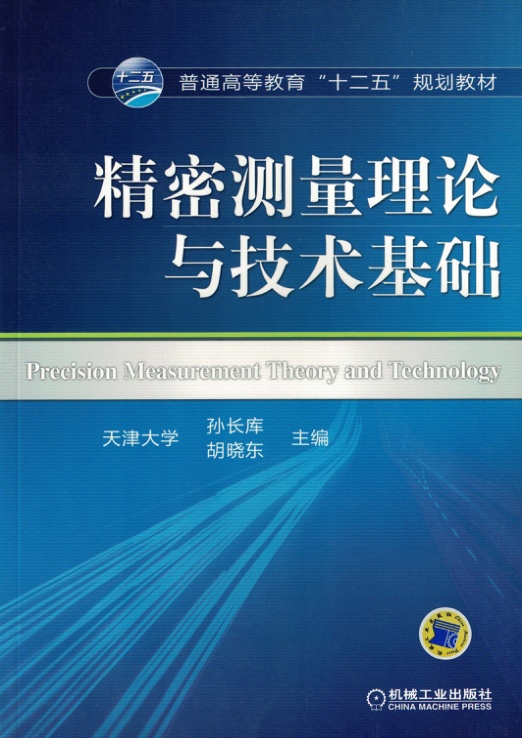 十二五
普通高等教育“十二五”规划教材
精密测量理论
与技术基础
Precision Measurement Theory and Technology
天津大学 孙长库 胡晓东 主编
机械工业出版社
CHINA MACHINE PRESS